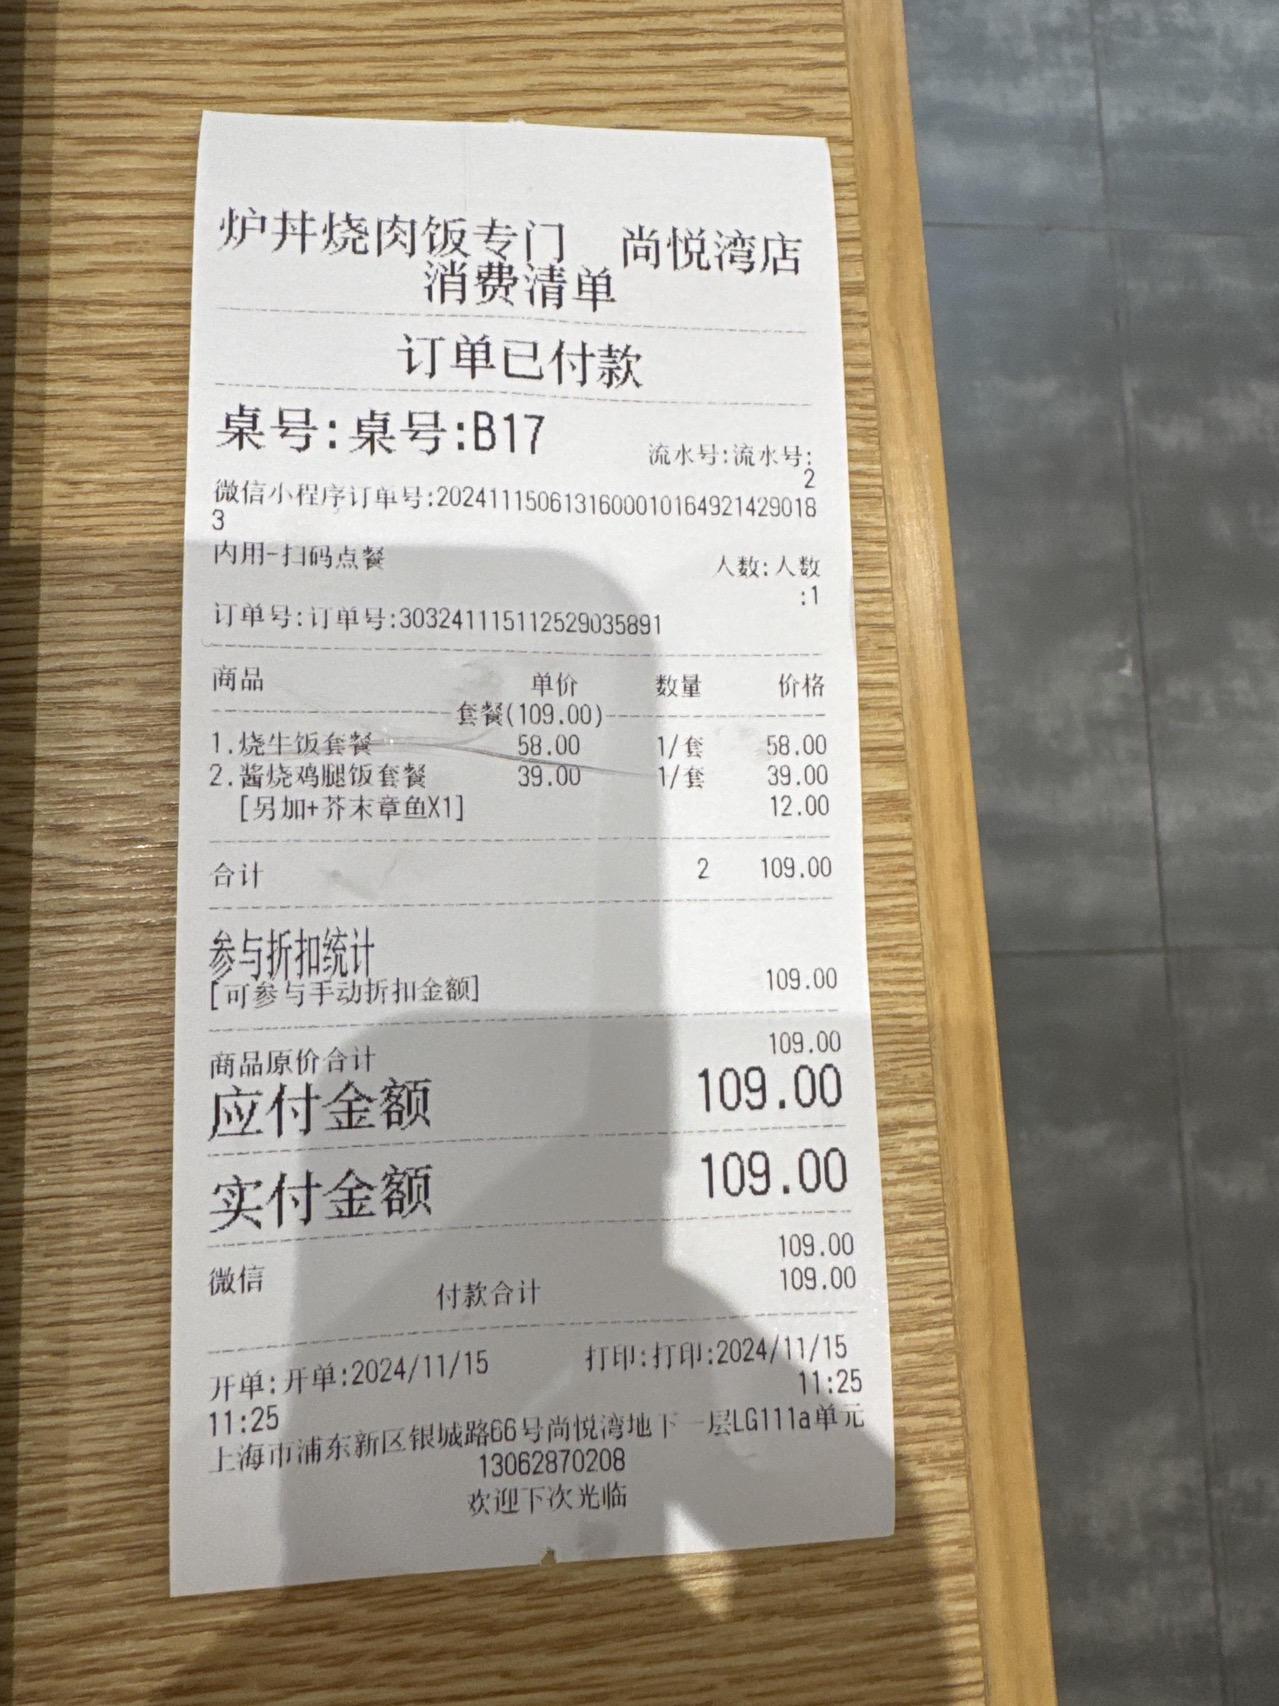 炉丼烧肉饭专门 尚悦湾店
消费清单
订单已付款
桌号:桌号:B17
流水号:流水号:
2
微信小程序订单号:202411150613160001016492142901 8
3
内用-扫码点餐
人数:人数
:1
订单号:订单号:3032411115112529035891
商品 单价 数量 价格
套餐(109.00)
1.烧牛饭套餐 58.00 1/套 58.00
2.酱烧鸡腿饭套餐 39.00 1/套 39.00
[另加+芥末章鱼X1] 12.00
合计 2 109.00
参与折扣统计
[可参与手动折扣金额] 109.00
商品原价合计 109.00
应付金额 109.00
实付金额 109.00
微信 109.00
付款合计 109.00
开单:开单:2024/11/15 打印:打印:2024/11/15
11:25 11:25
上海市浦东新区银城路66号尚悦湾地下一层LG111a单元
13062870208
欢迎下次光临